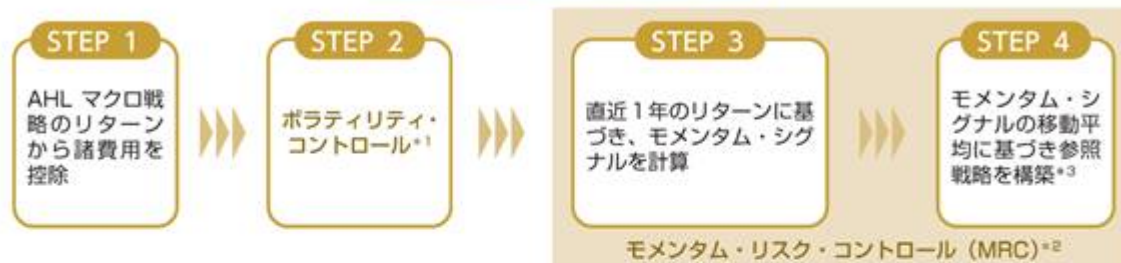 STEP 1
AHL マクロ戦
略のリターン
から諸費用を
控除
STEP 2
ボラティリティ・
コントロール*1
STEP 3
直近1年のリターンに基
づき、モメンタム・シグ
ナルを計算
STEP 4
モメンタム・シ
グナルの移動平
均に基づき参照
戦略を構築*3
モメンタム・リスク・コントロール（MRC）*2